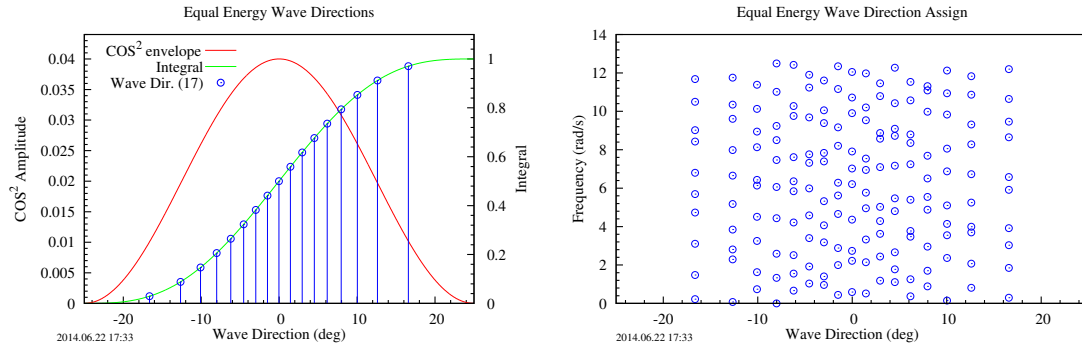 Equal Energy Wave Directions
COS² envelope
Integral
Wave Dir. (17)
COS² Amplitude
0.04
0.035
0.03
0.025
0.02
0.015
0.01
0.005
0
1
0.8
0.6
0.4
0.2
0
Integral
-20 -10 0 10 20
Wave Direction (deg)
2014.06.22 17:33
Equal Energy Wave Direction Assign
Frequency (rad/s)
14
12
10
8
6
4
2
0
-20 -10 0 10 20
Wave Direction (deg)
2014.06.22 17:33